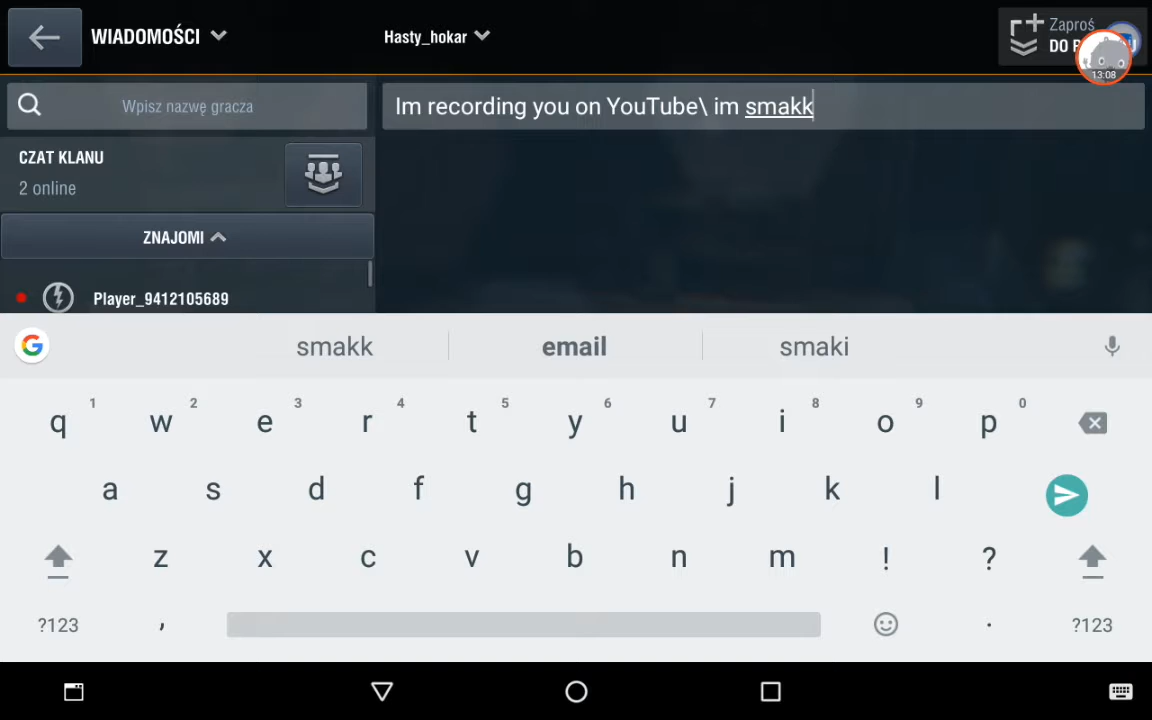 WIADOMOŚCI
Hasty_hokar
Zaproś
DO
13:08
Wpisz nazwę gracza
Im recording you on YouTube\ im smakk
CZAT KLANU
2 online
ZNAJOMI
Player_9412105689
G
smakk email smaki
1 2 3 4 5 6 7 8 9 0
q w e r t y u i o p
a s d f g h j k l
z x c v b n m ! ?
?123 , . ?123